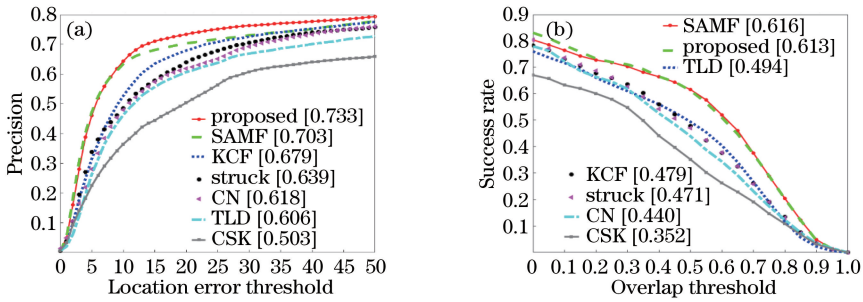 (a)
Precision
0.8
0.7
0.6
0.5
0.4
0.3
0.2
0.1
proposed [0.733]
SAMF [0.703]
KCF [0.679]
struck [0.639]
CN [0.618]
TLD [0.606]
CSK [0.503]
0 5 10 15 20 25 30 35 40 45 50
Location error threshold
(b)
Success rate
0.9
0.8
0.7
0.6
0.5
0.4
0.3
0.2
0.1
SAMF [0.616]
proposed [0.613]
TLD [0.494]
KCF [0.479]
struck [0.471]
CN [0.440]
CSK [0.352]
0 0.1 0.2 0.3 0.4 0.5 0.6 0.7 0.8 0.9 1.0
Overlap threshold